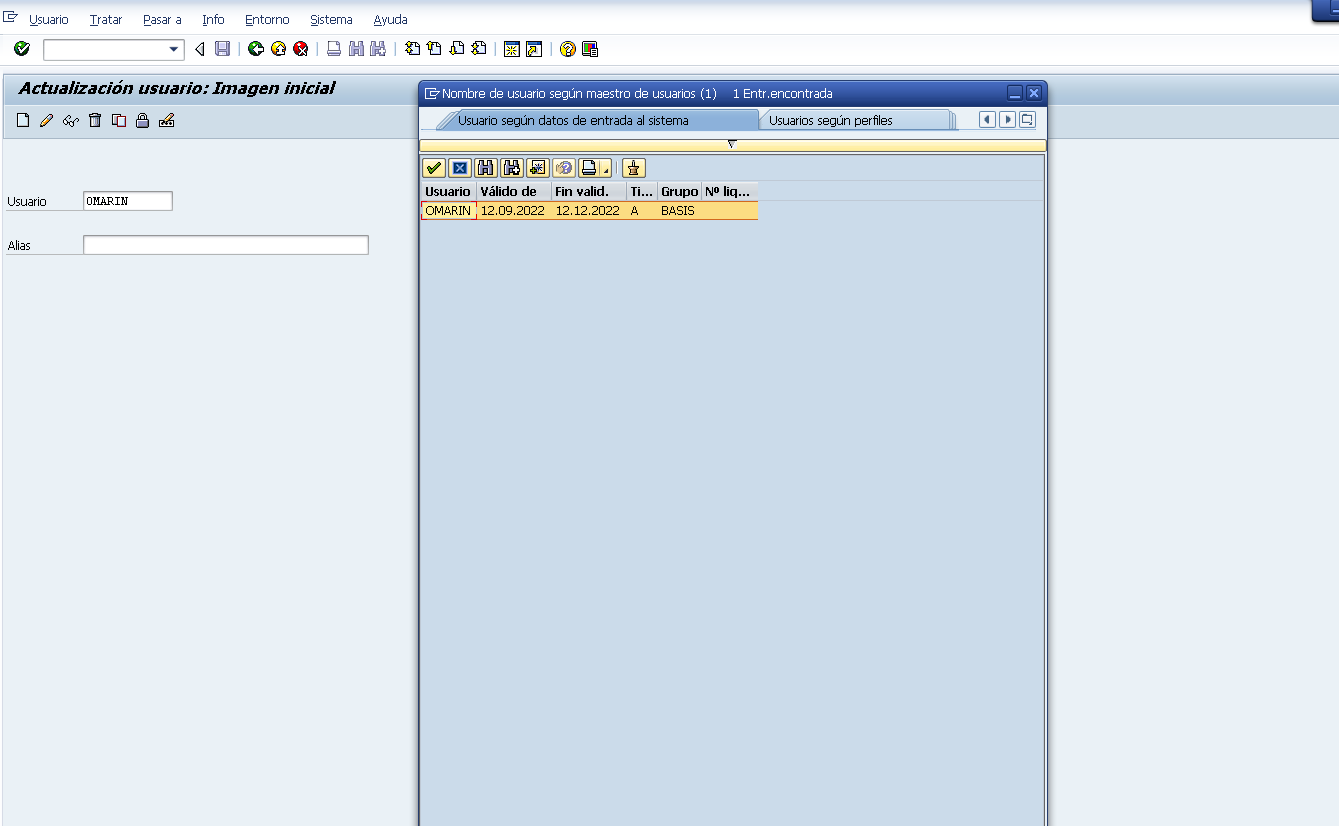 Usuario Tratar Pasar a Info Entorno Sistema Ayuda
Actualización usuario: Imagen inicial
Usuario OMARIN
Alias
Nombre de usuario según maestro de usuarios (1) 1 Entr.encontrada
Usuario según datos de entrada al sistema Usuarios según perfiles
Usuario Válido de Fin valid. Ti... Grupo Nº liq...
OMARIN 12.09.2022 12.12.2022 A BASIS